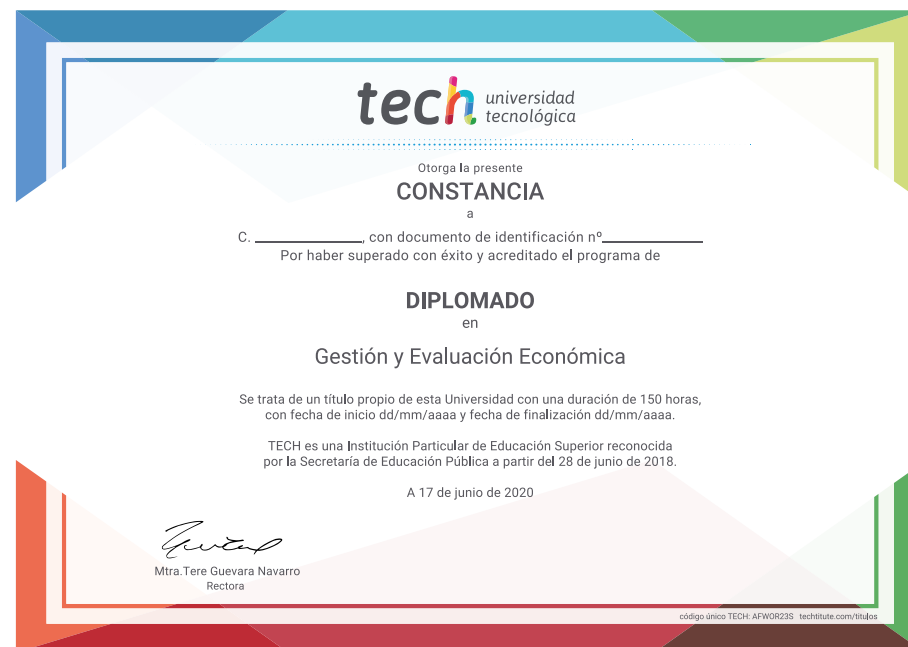 tech universidad
tecnológica
Otorga la presente
CONSTANCIA
a
C. ____________, con documento de identificación nº____________
Por haber superado con éxito y acreditado el programa de
DIPLOMADO
en
Gestión y Evaluación Económica
Se trata de un título propio de esta Universidad con una duración de 150 horas,
con fecha de inicio dd/mm/aaaa y fecha de finalización dd/mm/aaaa.
TECH es una Institución Particular de Educación Superior reconocida
por la Secretaría de Educación Pública a partir del 28 de junio de 2018.
A 17 de junio de 2020
Mtra.Tere Guevara Navarro
Rectora
código único TECH: AFWOR23S techtitute.com/titulos